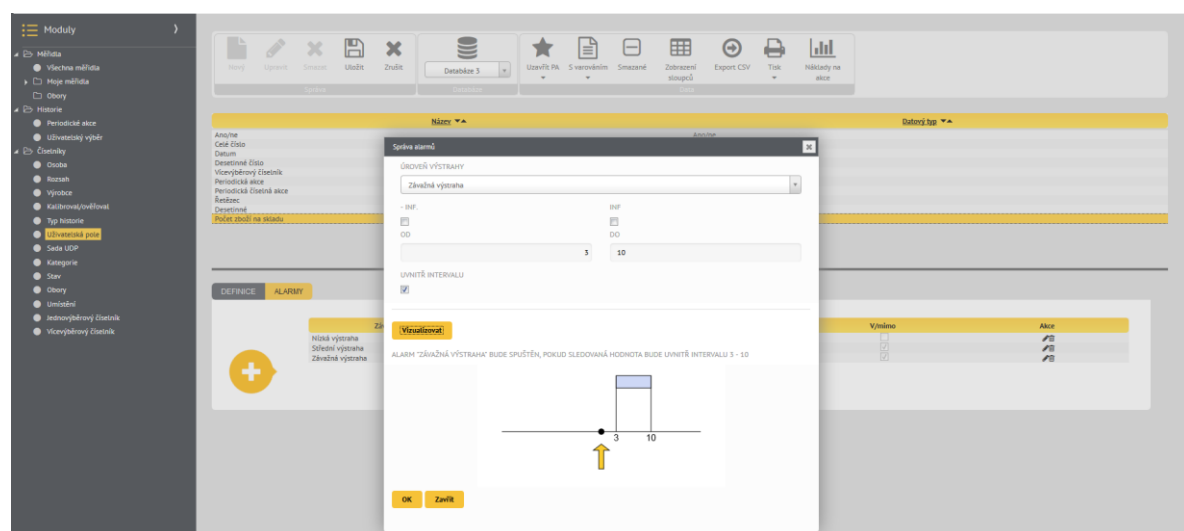 Moduly
Měřidla
Všechna měřidla
Moje měřidla
Obory
Historie
Periodické akce
Uživatelský výběr
Číselníky
Osoba
Rozsah
Výrobce
Kalibroval/ověřoval
Typ historie
Uživatelská pole
Sada UDP
Kategorie
Stav
Obory
Umístění
Jednovýběrový číselník
Vícevýběrový číselník
Nový Upravit Smazat Uložit Zrušit
Správa
Databáze 3
Databáze
Uzavřít PA S varováním Smazané Zobrazení sloupců Export CSV Tisk Náklady na akce
Data
Název Datový typ
Ano/ne Ano/ne
Celé číslo
Datum
Desetinné číslo
Vícevýběrový číselník
Periodická akce
Periodická číselná akce
Řetězec
Desetinné
Počet zboží na skladu
DEFINICE ALARMY
V/mimo Akce
Nízká výstraha
Střední výstraha
Závažná výstraha
Správa alarmů
ÚROVEŇ VÝSTRAHY
Závažná výstraha
- INF. INF
OD DO
3 10
UVNITŘ INTERVALU
Vizualizovat
ALARM "ZÁVAŽNÁ VÝSTRAHA" BUDE SPUŠTĚN, POKUD SLEDOVANÁ HODNOTA BUDE UVNITŘ INTERVALU 3 - 10
3 10
OK Zavřít